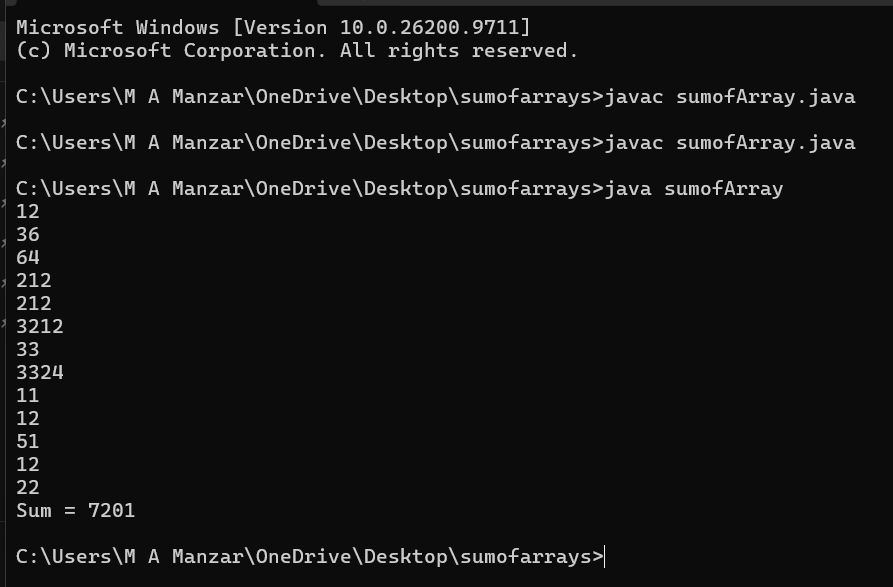 Microsoft Windows [Version 10.0.26200.9711]
(c) Microsoft Corporation. All rights reserved.
C:\Users\M A Manzar\OneDrive\Desktop\sumofarrays>javac sumofArray.java
C:\Users\M A Manzar\OneDrive\Desktop\sumofarrays>javac sumofArray.java
C:\Users\M A Manzar\OneDrive\Desktop\sumofarrays>java sumofArray
12
36
64
212
212
3212
33
3324
11
12
51
12
22
Sum = 7201
C:\Users\M A Manzar\OneDrive\Desktop\sumofarrays>